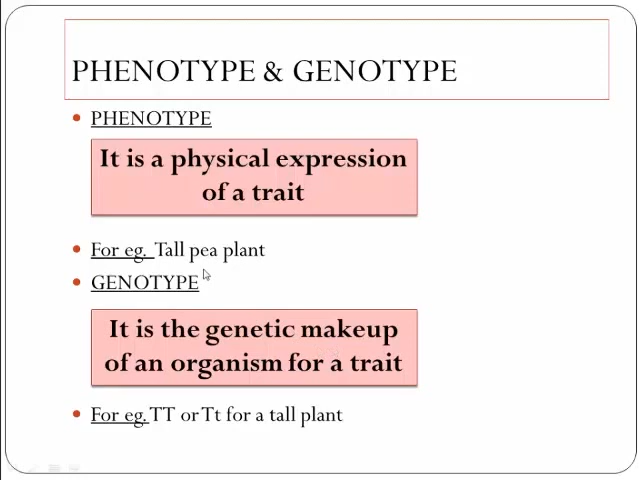 PHENOTYPE & GENOTYPE
• PHENOTYPE
It is a physical expression
of a trait
• For eg. Tall pea plant
• GENOTYPE
It is the genetic makeup
of an organism for a trait
• For eg. TT or Tt for a tall plant